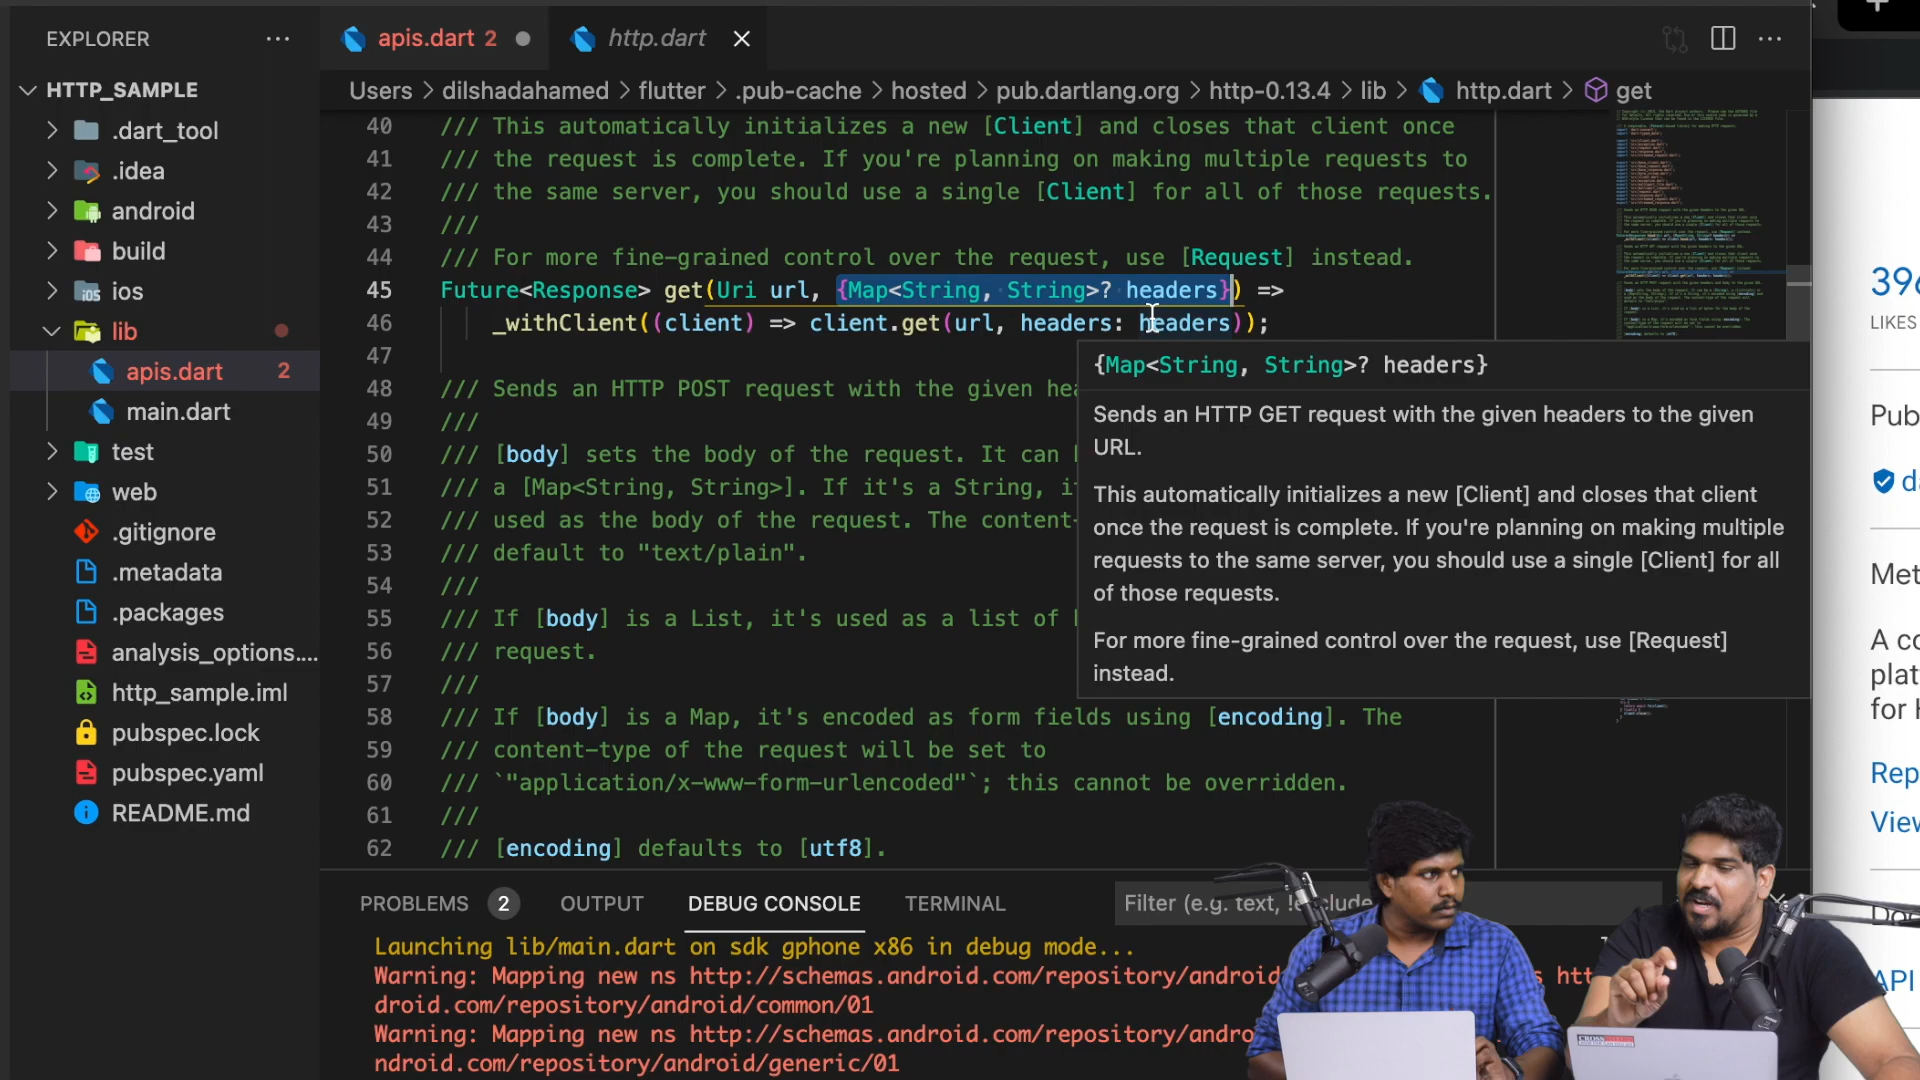 EXPLORER
HTTP_SAMPLE
.dart_tool
.idea
android
build
ios
lib
apis.dart 2
main.dart
test
web
.gitignore
.metadata
.packages
analysis_options....
http_sample.iml
pubspec.lock
pubspec.yaml
README.md
apis.dart 2
http.dart
Users > dilshadahamed > flutter > .pub-cache > hosted > pub.dartlang.org > http-0.13.4 > lib > http.dart > get
40 /// This automatically initializes a new [Client] and closes that client once
41 /// the request is complete. If you're planning on making multiple requests to
42 /// the same server, you should use a single [Client] for all of those requests.
43 ///
44 /// For more fine-grained control over the request, use [Request] instead.
45 Future<Response> get(Uri url, {Map<String, String>? headers}) =>
46 _withClient((client) => client.get(url, headers: headers));
47
48 /// Sends an HTTP POST request with the given
49 ///
50 /// [body] sets the body of the request. It can
51 /// a [Map<String, String>]. If it's a String,
52 /// used as the body of the request. The content-
53 /// default to "text/plain".
54 ///
55 /// If [body] is a List, it's used as a list of
56 /// request.
57 ///
58 /// If [body] is a Map, it's encoded as form fields using [encoding]. The
59 /// content-type of the request will be set to
60 /// `"application/x-www-form-urlencoded"`; this cannot be overridden.
61 ///
62 /// [encoding] defaults to [utf8].
{Map<String, String>? headers}
Sends an HTTP GET request with the given headers to the given
URL.
This automatically initializes a new [Client] and closes that client
once the request is complete. If you're planning on making multiple
requests to the same server, you should use a single [Client] for all
of those requests.
For more fine-grained control over the request, use [Request]
instead.
PROBLEMS 2 OUTPUT DEBUG CONSOLE TERMINAL
Filter (e.g. text, !exclude
Launching lib/main.dart on sdk gphone x86 in debug mode...
Warning: Mapping new ns http://schemas.android.com/repository/android
droid.com/repository/android/common/01
Warning: Mapping new ns http://schemas.android.com/repository/andro
ndroid.com/repository/android/generic/01
396
LIKES
Pub
Met
A co
plat
for
Rep
View
API